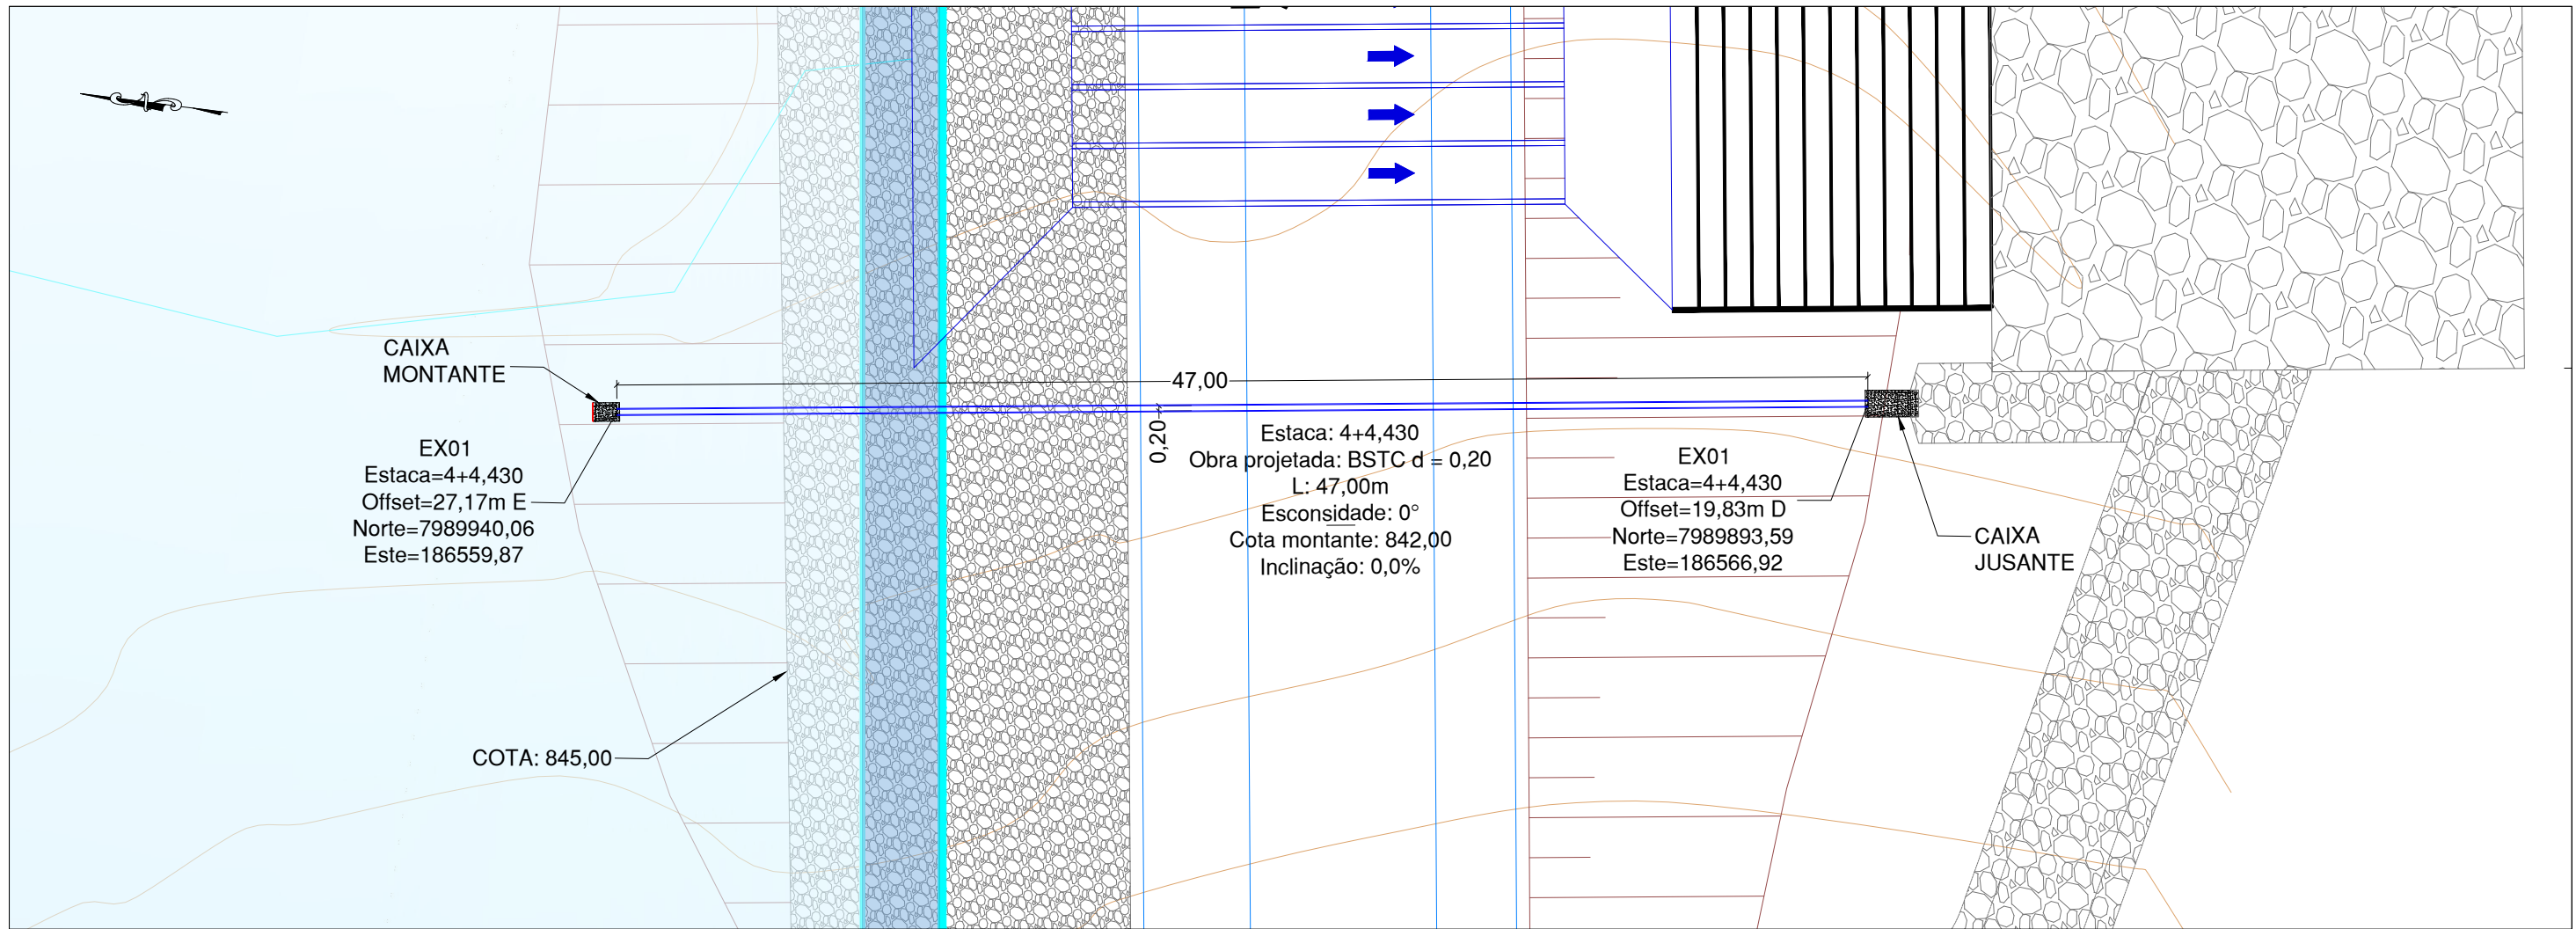 CAIXA
MONTANTE
47,00
0,20
EX01
Estaca=4+4,430
Offset=27,17m E
Norte=7989940,06
Este=186559,87
Estaca: 4+4,430
Obra projetada: BSTC d = 0,20
L: 47,00m
Esconsidade: 0°
Cota montante: 842,00
Inclinação: 0,0%
EX01
Estaca=4+4,430
Offset=19,83m D
Norte=7989893,59
Este=186566,92
CAIXA
JUSANTE
COTA: 845,00